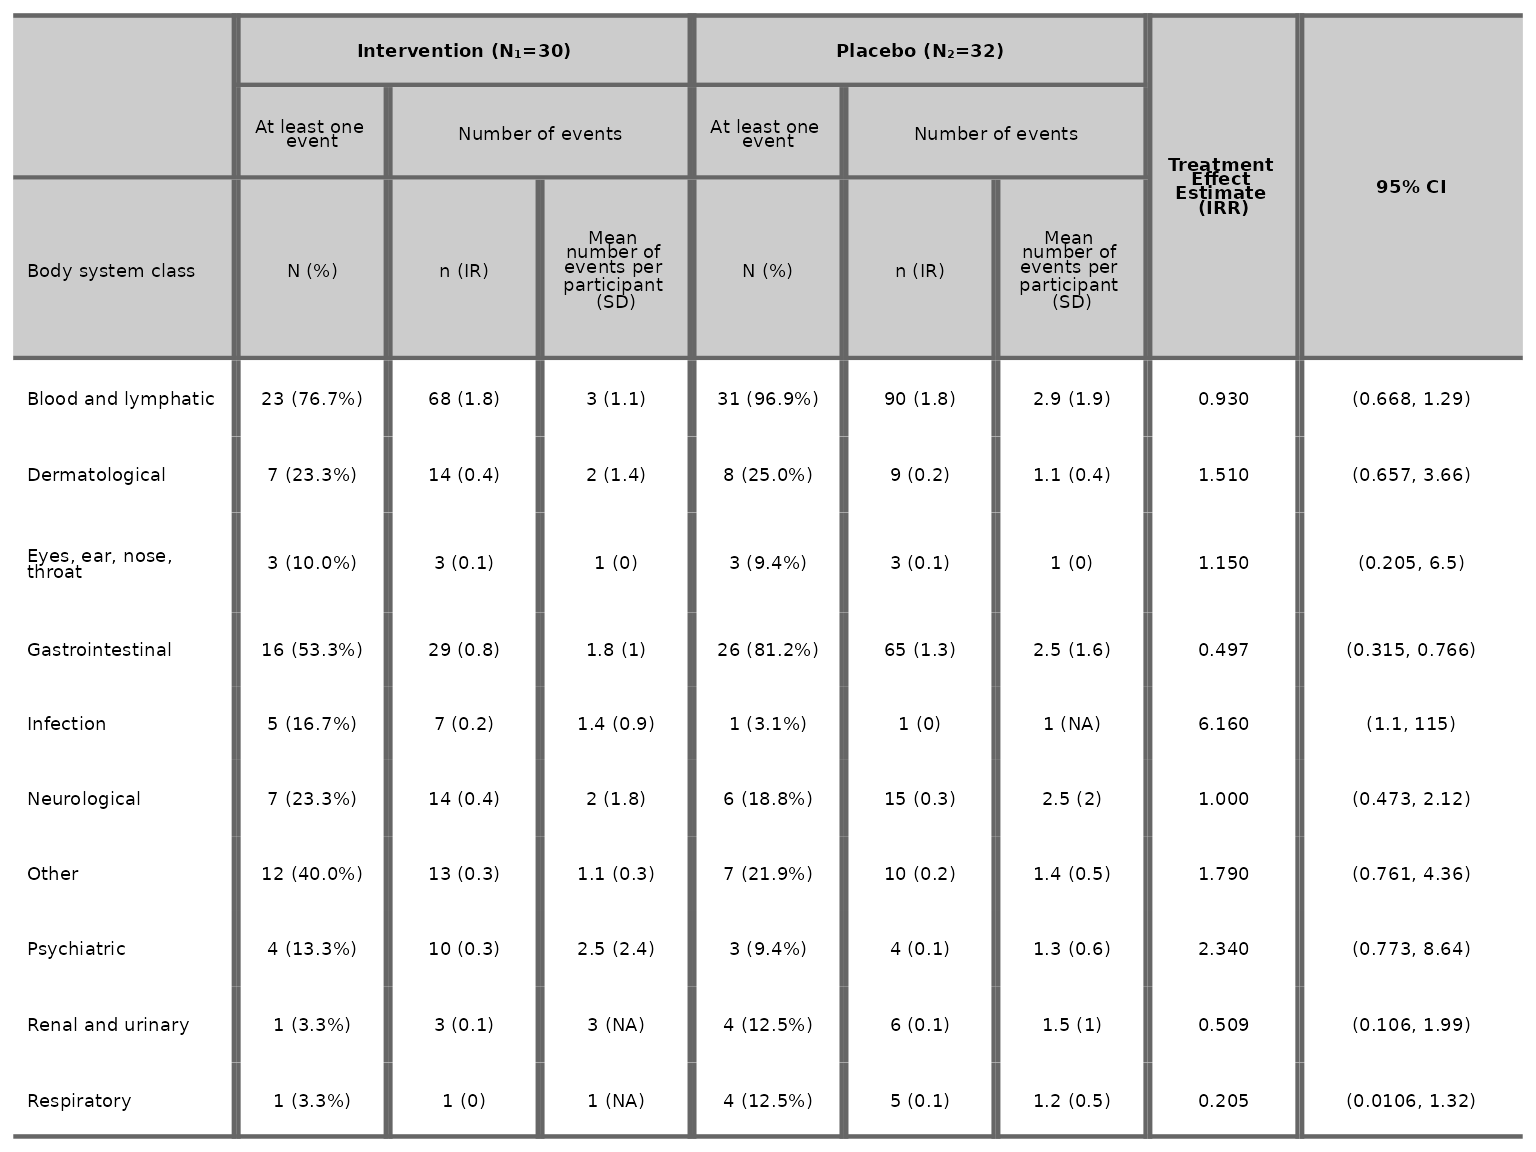 Intervention (N₁=30)
Placebo (N₂=32)
At least one
event
Number of events
At least one
event
Number of events
Treatment
Effect
Estimate
(IRR)
95% CI
Body system class
N (%)
n (IR)
Mean
number of
events per
participant
(SD)
N (%)
n (IR)
Mean
number of
events per
participant
(SD)
Blood and lymphatic 23 (76.7%) 68 (1.8) 3 (1.1) 31 (96.9%) 90 (1.8) 2.9 (1.9) 0.930 (0.668, 1.29)
Dermatological 7 (23.3%) 14 (0.4) 2 (1.4) 8 (25.0%) 9 (0.2) 1.1 (0.4) 1.510 (0.657, 3.66)
Eyes, ear, nose,
throat
3 (10.0%) 3 (0.1) 1 (0) 3 (9.4%) 3 (0.1) 1 (0) 1.150 (0.205, 6.5)
Gastrointestinal 16 (53.3%) 29 (0.8) 1.8 (1) 26 (81.2%) 65 (1.3) 2.5 (1.6) 0.497 (0.315, 0.766)
Infection 5 (16.7%) 7 (0.2) 1.4 (0.9) 1 (3.1%) 1 (0) 1 (NA) 6.160 (1.1, 115)
Neurological 7 (23.3%) 14 (0.4) 2 (1.8) 6 (18.8%) 15 (0.3) 2.5 (2) 1.000 (0.473, 2.12)
Other 12 (40.0%) 13 (0.3) 1.1 (0.3) 7 (21.9%) 10 (0.2) 1.4 (0.5) 1.790 (0.761, 4.36)
Psychiatric 4 (13.3%) 10 (0.3) 2.5 (2.4) 3 (9.4%) 4 (0.1) 1.3 (0.6) 2.340 (0.773, 8.64)
Renal and urinary 1 (3.3%) 3 (0.1) 3 (NA) 4 (12.5%) 6 (0.1) 1.5 (1) 0.509 (0.106, 1.99)
Respiratory 1 (3.3%) 1 (0) 1 (NA) 4 (12.5%) 5 (0.1) 1.2 (0.5) 0.205 (0.0106, 1.32)